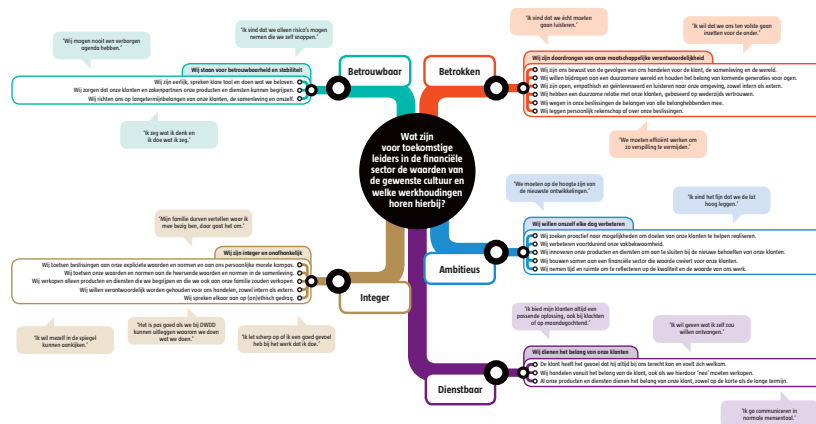 'Wij mogen nooit een verborgen
agenda hebben.'
'Ik vind dat we alleen risico's mogen
nemen die we zelf snappen.'
Wij staan voor betrouwbaarheid en stabiliteit
Wij zijn eerlijk, spreken klare taal en doen wat we beloven.
Wij zorgen dat onze klanten en zakenpartners onze producten en diensten kunnen begrijpen.
Wij richten ons op langetermijnbelangen van onze klanten, de samenleving en onszelf.
'Ik zeg wat ik denk en
ik doe wat ik zeg.'
Betrouwbaar
Betrokken
'Ik vind dat we écht moeten
gaan luisteren.'
'Ik wil dat we ons ten volste gaan
inzetten voor de ander.'
Wij zijn doordrongen van onze maatschappelijke verantwoordelijkheid
Wij zijn ons bewust van de gevolgen van ons handelen voor de klant, de samenleving en de wereld.
Wij willen bijdragen aan een duurzame wereld en houden het belang van komende generaties voor ogen.
Wij zijn open, empathisch en geïnteresseerd en luisteren naar onze omgeving, zowel intern als extern.
Wij hebben een duurzame relatie met onze klanten, gebaseerd op wederzijds vertrouwen.
Wij wegen in onze beslissingen de belangen van alle belanghebbenden mee.
Wij leggen persoonlijk rekenschap af over onze beslissingen.
'We moeten efficiënt werken om
zo verspilling te vermijden.'
Wat zijn
voor toekomstige
leiders in de financiële
sector de waarden van
de gewenste cultuur en
welke werkhoudingen
horen hierbij?
'We moeten op de hoogte zijn van
de nieuwste ontwikkelingen.'
'Ik vind het fijn dat we de lat
hoog leggen.'
Wij willen onszelf elke dag verbeteren
Wij zoeken proactief naar mogelijkheden om doelen van onze klanten te helpen realiseren.
Wij verbeteren voortdurend onze vakbekwaamheid.
Wij innoveren onze producten en diensten om aan te sluiten bij de nieuwe behoeften van onze klanten.
Wij bouwen samen aan een financiële sector die waarde creëert voor onze klanten.
Wij nemen tijd en ruimte om te reflecteren op de kwaliteit en de waarde van ons werk.
Ambitieus
'Mijn familie durven vertellen waar ik
mee bezig ben, daar gaat het om.'
Wij zijn integer en onafhankelijk
Wij toetsen beslissingen aan onze expliciete waarden en normen en aan ons persoonlijke morele kompas.
Wij toetsen onze waarden en normen aan de heersende waarden en normen in de samenleving.
Wij verkopen alleen producten en diensten die we begrijpen en die we ook aan onze familie zouden verkopen.
Wij willen verantwoordelijk worden gehouden voor ons handelen, zowel intern als extern.
Wij spreken elkaar aan op (on)ethisch gedrag.
Integer
'Ik wil mezelf in de spiegel
kunnen aankijken.'
'Het is pas goed als we bij DWDD
kunnen uitleggen waarom we doen
wat we doen.'
'Ik let scherp op of ik een goed gevoel
heb bij het werk dat ik doe.'
'Ik bied mijn klanten altijd een
passende oplossing, ook bij klachten
of op maandagochtend.'
'Ik wil geven wat ik zelf zou
willen ontvangen.'
Wij dienen het belang van onze klanten
De klant heeft het gevoel dat hij altijd bij ons terecht kan en voelt zich welkom.
Wij handelen vanuit het belang van de klant, ook als we hierdoor 'nee' moeten verkopen.
Al onze producten en diensten dienen het belang van onze klant, zowel op de korte als de lange termijn.
Dienstbaar
'Ik ga communiceren in
normale mensentaal.'